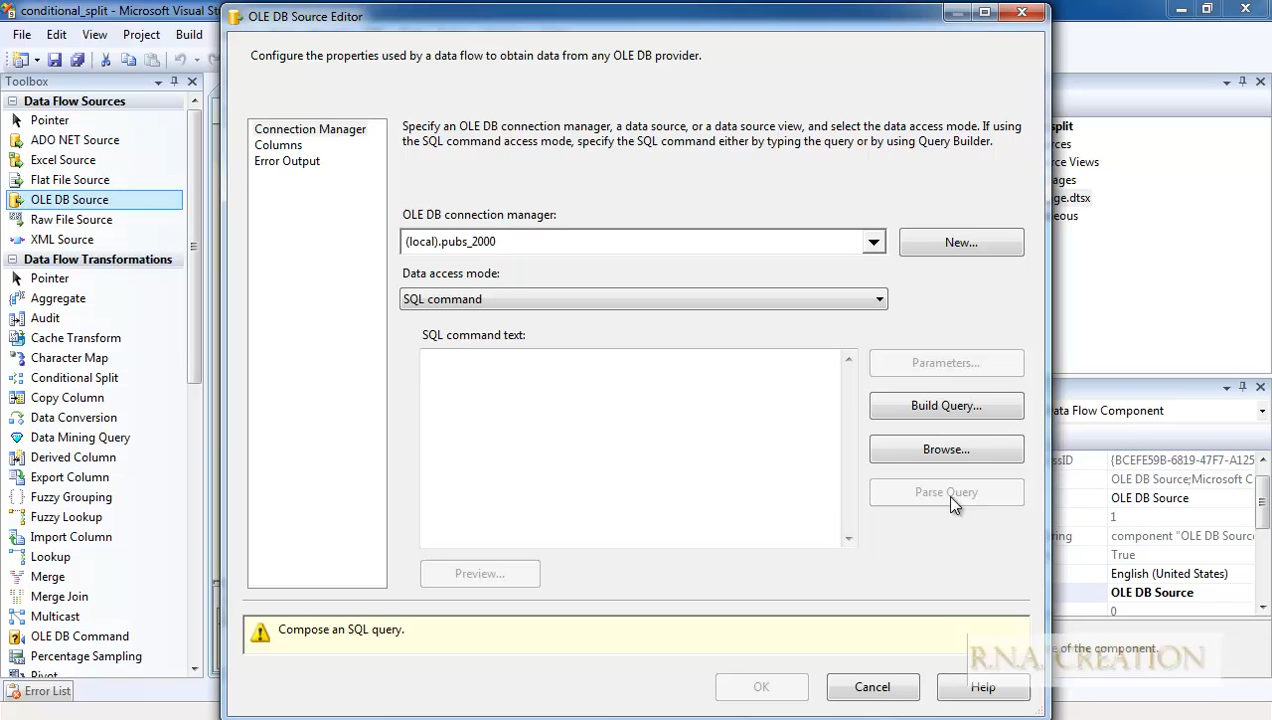 conditional_split - Microsoft Visual St
OLE DB Source Editor
File Edit View Project Build
Toolbox
Data Flow Sources
Pointer
ADO NET Source
Excel Source
Flat File Source
OLE DB Source
Raw File Source
XML Source
Data Flow Transformations
Pointer
Aggregate
Audit
Cache Transform
Character Map
Conditional Split
Copy Column
Data Conversion
Data Mining Query
Derived Column
Export Column
Fuzzy Grouping
Fuzzy Lookup
Import Column
Lookup
Merge
Merge Join
Multicast
OLE DB Command
Percentage Sampling
Pivot
Error List
Configure the properties used by a data flow to obtain data from any OLE DB provider.
Connection Manager
Columns
Error Output
Specify an OLE DB connection manager, a data source, or a data source view, and select the data access mode. If using
the SQL command access mode, specify the SQL command either by typing the query or by using Query Builder.
OLE DB connection manager:
(local).pubs_2000
New...
Data access mode:
SQL command
SQL command text:
Parameters...
Build Query...
Browse...
Parse Query
Preview...
Compose an SQL query.
OK
Cancel
Help
split
rces
rce Views
ages
ge.dtsx
eous
ata Flow Component
ssID {BCEFE59B-6819-47F7-A125
OLE DB Source;Microsoft C
OLE DB Source
1
ring component "OLE DB Sourc
True
English (United States)
OLE DB Source
0
e of the component.
R.N.A. CREATION